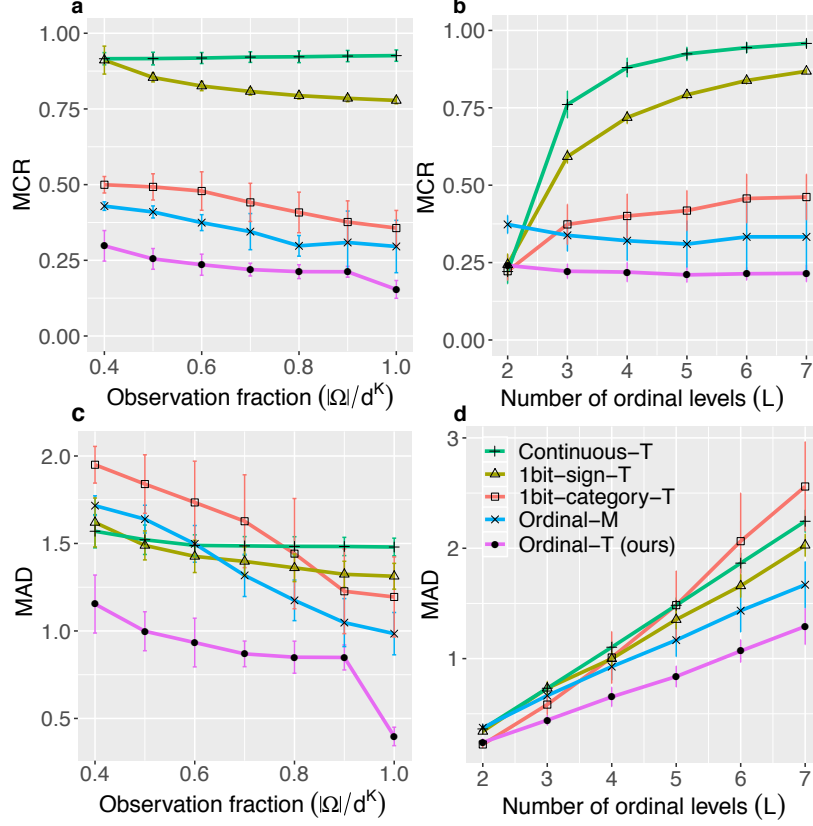 a
1.00
0.75
0.50
0.25
0.00
MCR
0.4 0.6 0.8 1.0
Observation fraction (|Ω|/d^K)
b
1.00
0.75
0.50
0.25
0.00
MCR
2 3 4 5 6 7
Number of ordinal levels (L)
c
2.0
1.5
1.0
0.5
MAD
0.4 0.6 0.8 1.0
Observation fraction (|Ω|/d^K)
d
3
2
1
MAD
Continuous−T
1bit−sign−T
1bit−category−T
Ordinal−M
Ordinal−T (ours)
2 3 4 5 6 7
Number of ordinal levels (L)